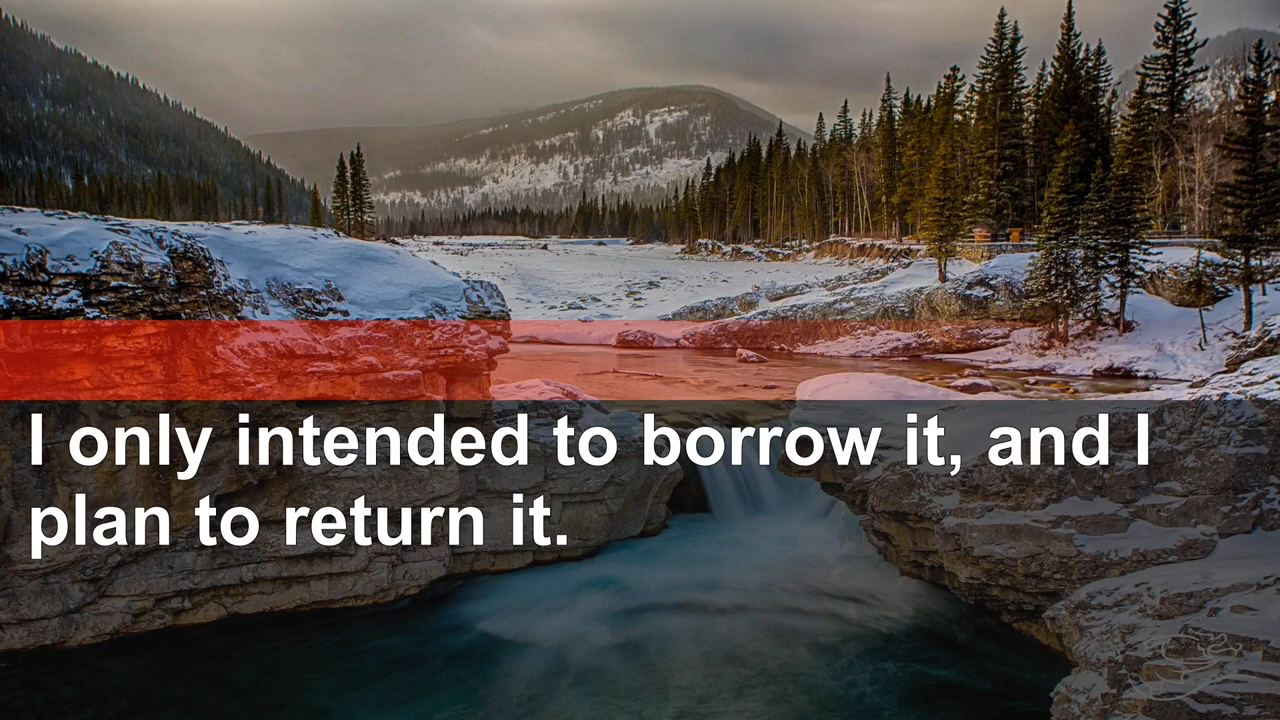 I only intended to borrow it, and I
plan to return it.